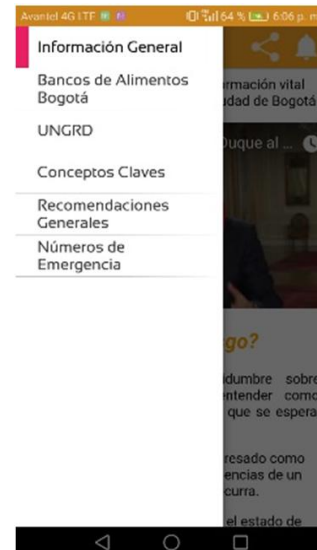 Avantel 4G LTE
64 % 6:06 p. m
Información General
Bancos de Alimentos
Bogotá
UNGRD
Conceptos Claves
Recomendaciones
Generales
Números de
Emergencia
rmación vital
udad de Bogotá
Duque al ...
go?
idumbre sobre
entender como
que se espera
resado como
encias de un
curra.
el estado de